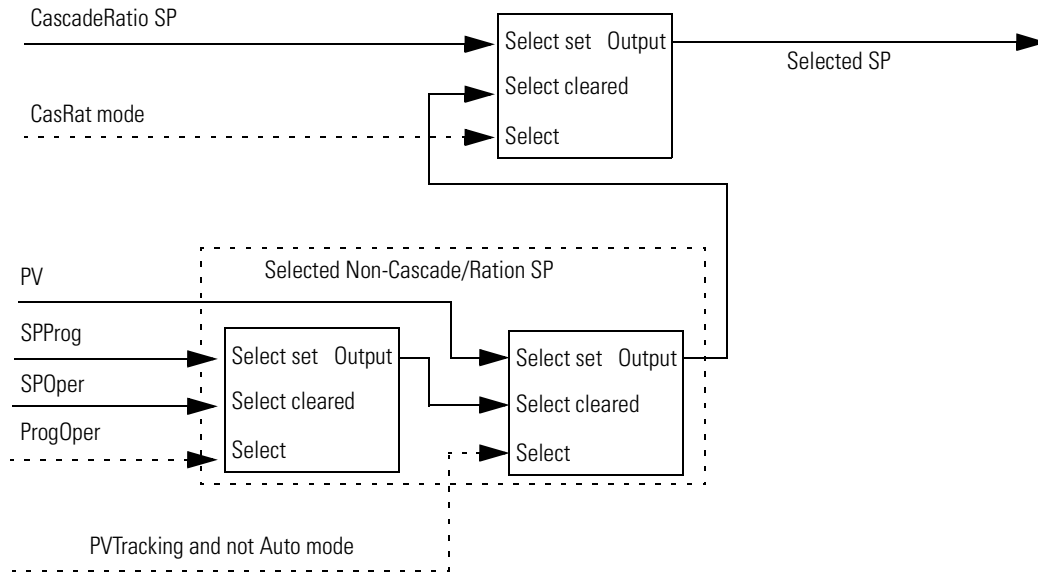 CascadeRatio SP
Select set Output
Selected SP
Select cleared
CasRat mode
Select
Selected Non-Cascade/Ration SP
PV
SPProg
Select set Output
Select set Output
SPOper
Select cleared
Select cleared
ProgOper
Select
Select
PVTracking and not Auto mode